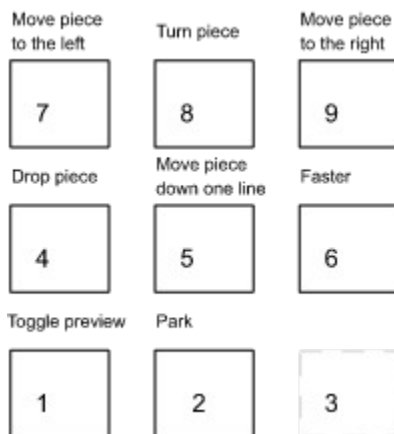 Move piece
to the left
Turn piece
Move piece
to the right
7
8
9
Drop piece
Move piece
down one line
Faster
4
5
6
Toggle preview
Park
1
2
3